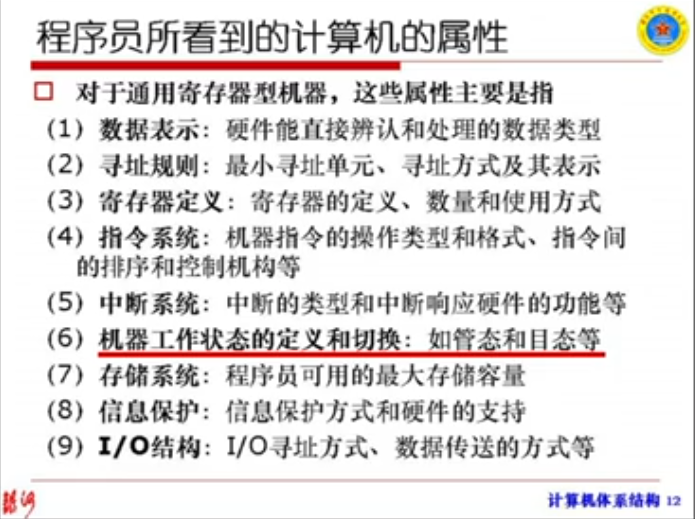 程序员所看到的计算机的属性
对于通用寄存器型机器，这些属性主要是指
(1) 数据表示：硬件能直接辨认和处理的数据类型
(2) 寻址规则：最小寻址单元、寻址方式及其表示
(3) 寄存器定义：寄存器的定义、数量和使用方式
(4) 指令系统：机器指令的操作类型和格式、指令间
的排序和控制机构等
(5) 中断系统：中断的类型和中断响应硬件的功能等
(6) 机器工作状态的定义和切换：如管态和目态等
(7) 存储系统：程序员可用的最大存储容量
(8) 信息保护：信息保护方式和硬件的支持
(9) I/O结构：I/O寻址方式、数据传送的方式等
计算机体系结构 12